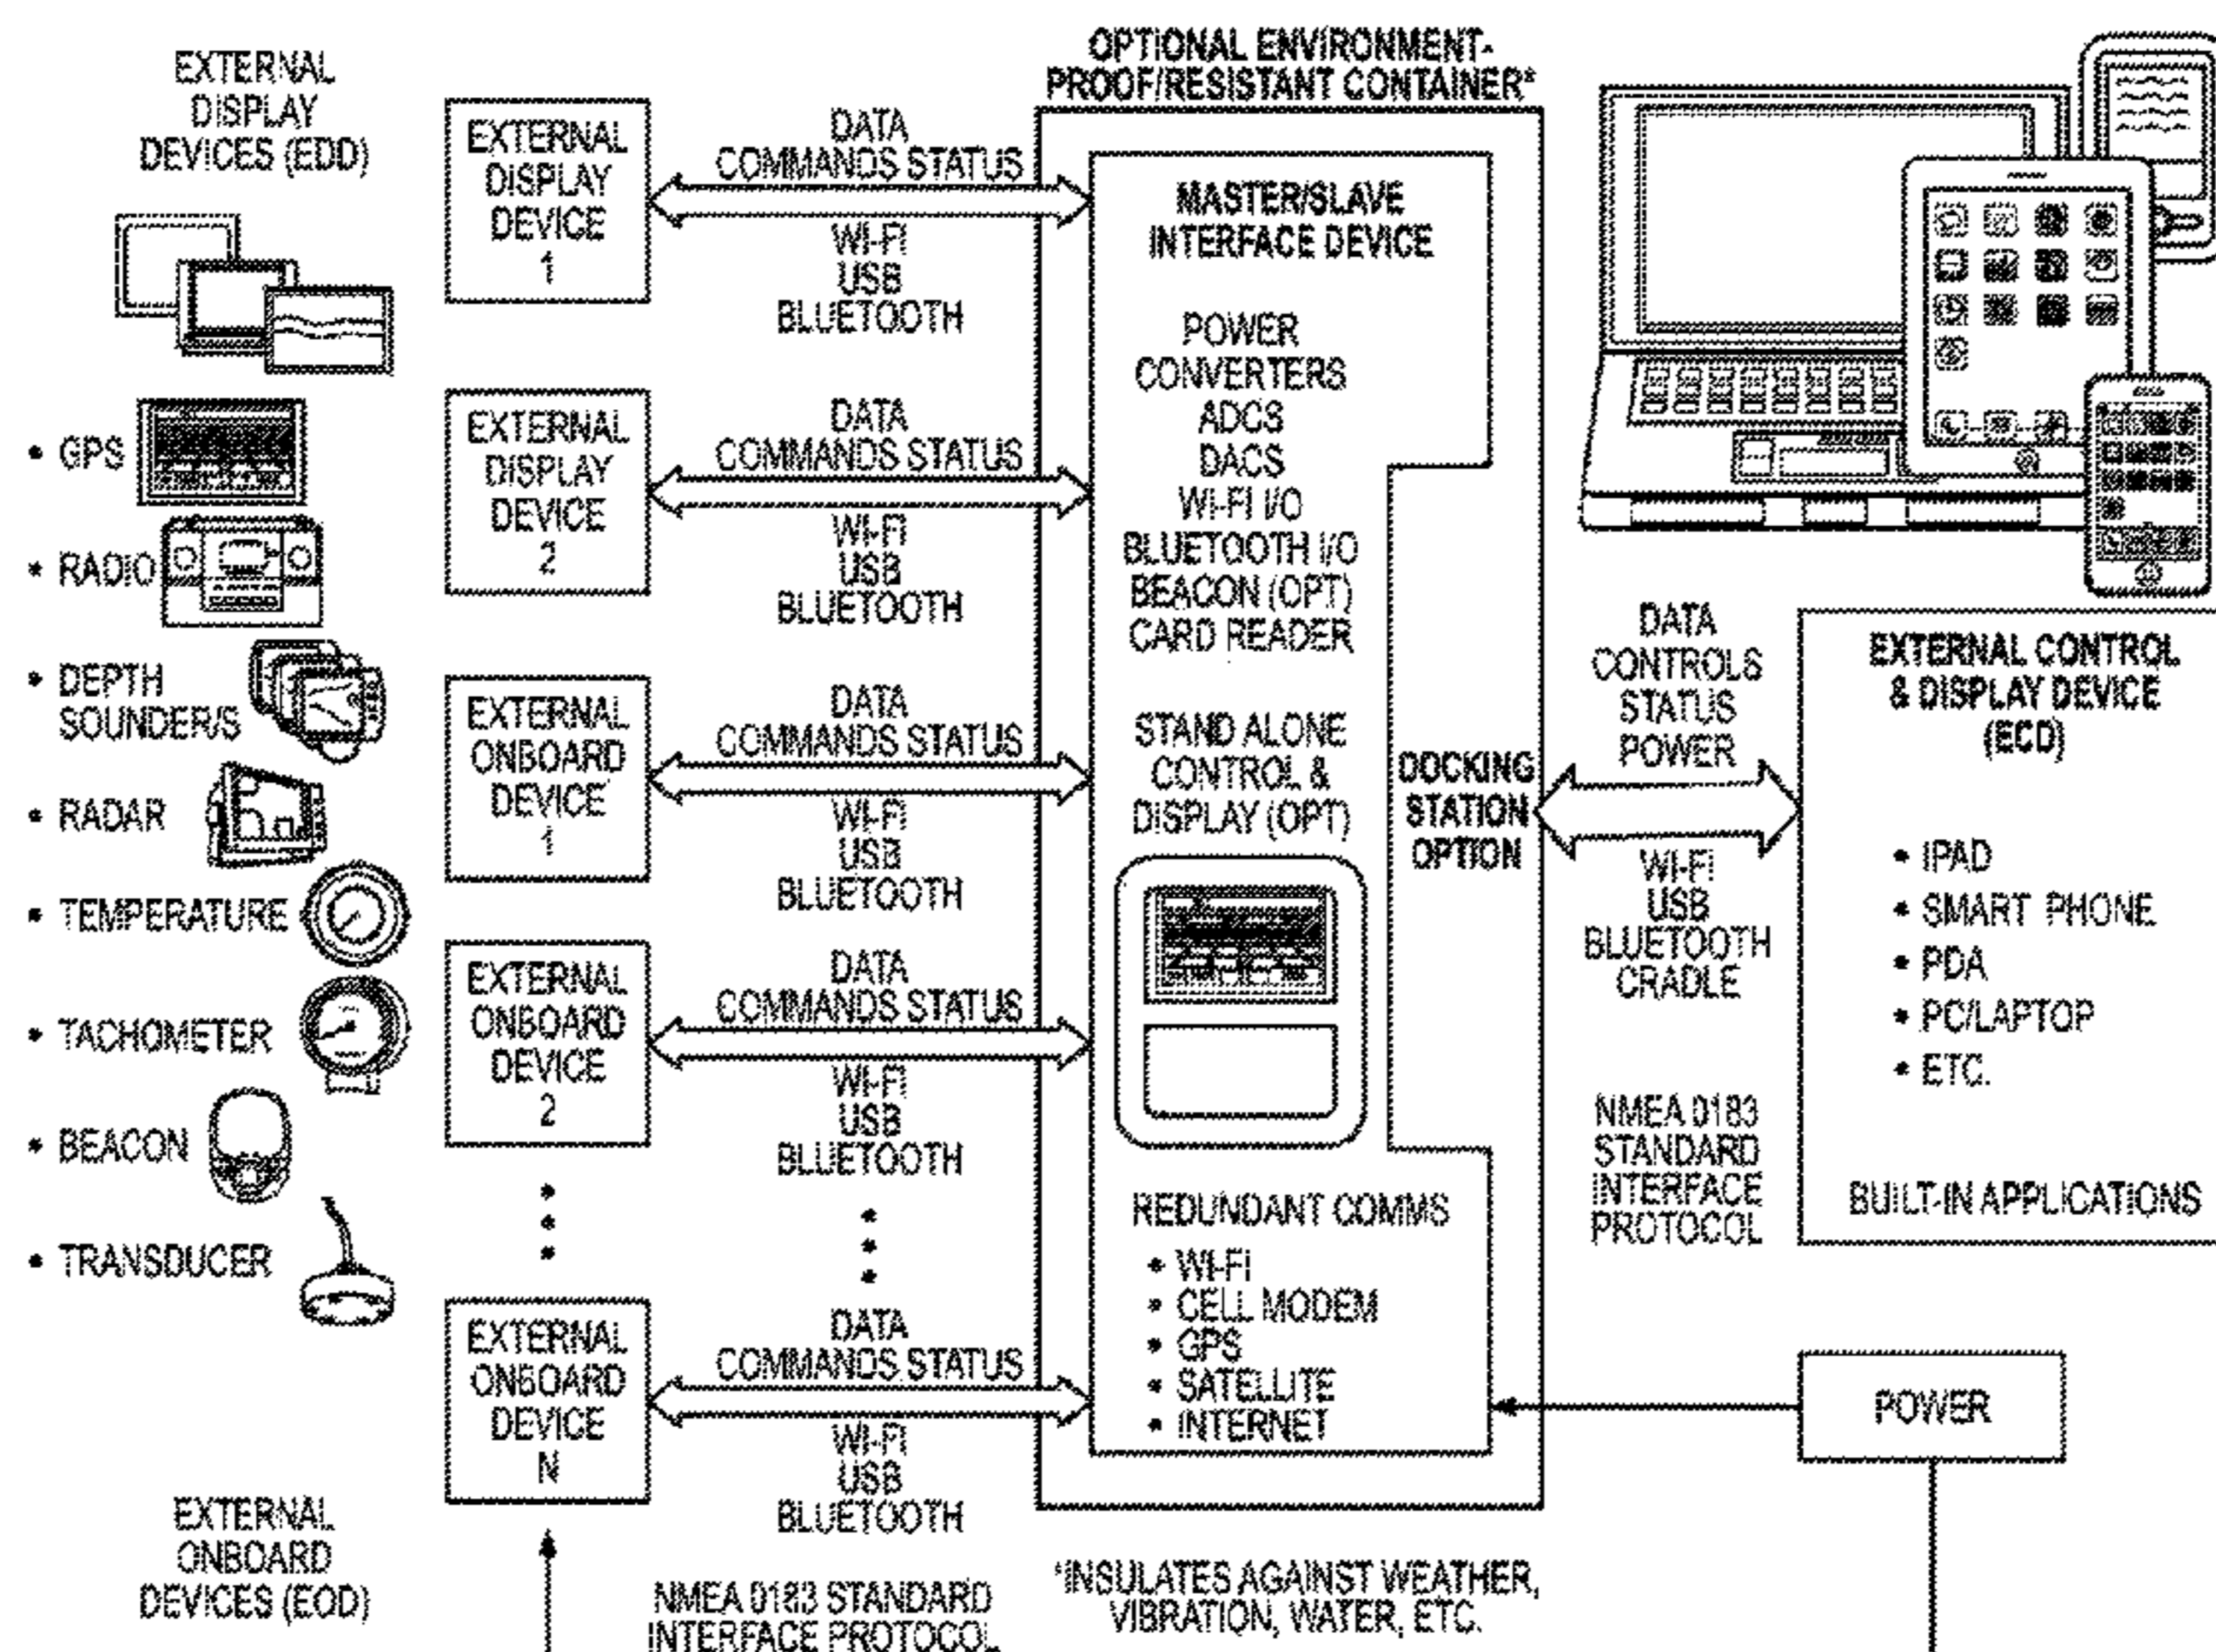 EXTERNAL
DISPLAY
DEVICES (EDD)
• GPS
• RADIO
• DEPTH
SOUNDER/S
• RADAR
• TEMPERATURE
• TACHOMETER
• BEACON
• TRANSDUCER
EXTERNAL
ONBOARD
DEVICES (EOD)
EXTERNAL
DISPLAY
DEVICE
1
EXTERNAL
DISPLAY
DEVICE
2
EXTERNAL
ONBOARD
DEVICE
1
EXTERNAL
ONBOARD
DEVICE
2
EXTERNAL
ONBOARD
DEVICE
N
DATA
COMMANDS STATUS
WI-FI
USB
BLUETOOTH
DATA
COMMANDS STATUS
WI-FI
USB
BLUETOOTH
DATA
COMMANDS STATUS
WI-FI
USB
BLUETOOTH
DATA
COMMANDS STATUS
WI-FI
USB
BLUETOOTH
DATA
COMMANDS STATUS
WI-FI
USB
BLUETOOTH
NMEA 0183 STANDARD
INTERFACE PROTOCOL
OPTIONAL ENVIRONMENT-
PROOF/RESISTANT CONTAINER*
MASTER/SLAVE
INTERFACE DEVICE
POWER
CONVERTERS
ADCS
DACS
WI-FI I/O
BLUETOOTH I/O
BEACON (OPT)
CARD READER
STAND ALONE
CONTROL &
DISPLAY (OPT)
REDUNDANT COMMS
• WI-FI
• CELL MODEM
• GPS
• SATELLITE
• INTERNET
DOCKING
STATION
OPTION
*INSULATES AGAINST WEATHER,
VIBRATION, WATER, ETC.
DATA
CONTROLS
STATUS
POWER
WI-FI
USB
BLUETOOTH
CRADLE
NMEA 0183
STANDARD
INTERFACE
PROTOCOL
EXTERNAL CONTROL
& DISPLAY DEVICE
(ECD)
• IPAD
• SMART PHONE
• PDA
• PC/LAPTOP
• ETC.
BUILT-IN APPLICATIONS
POWER